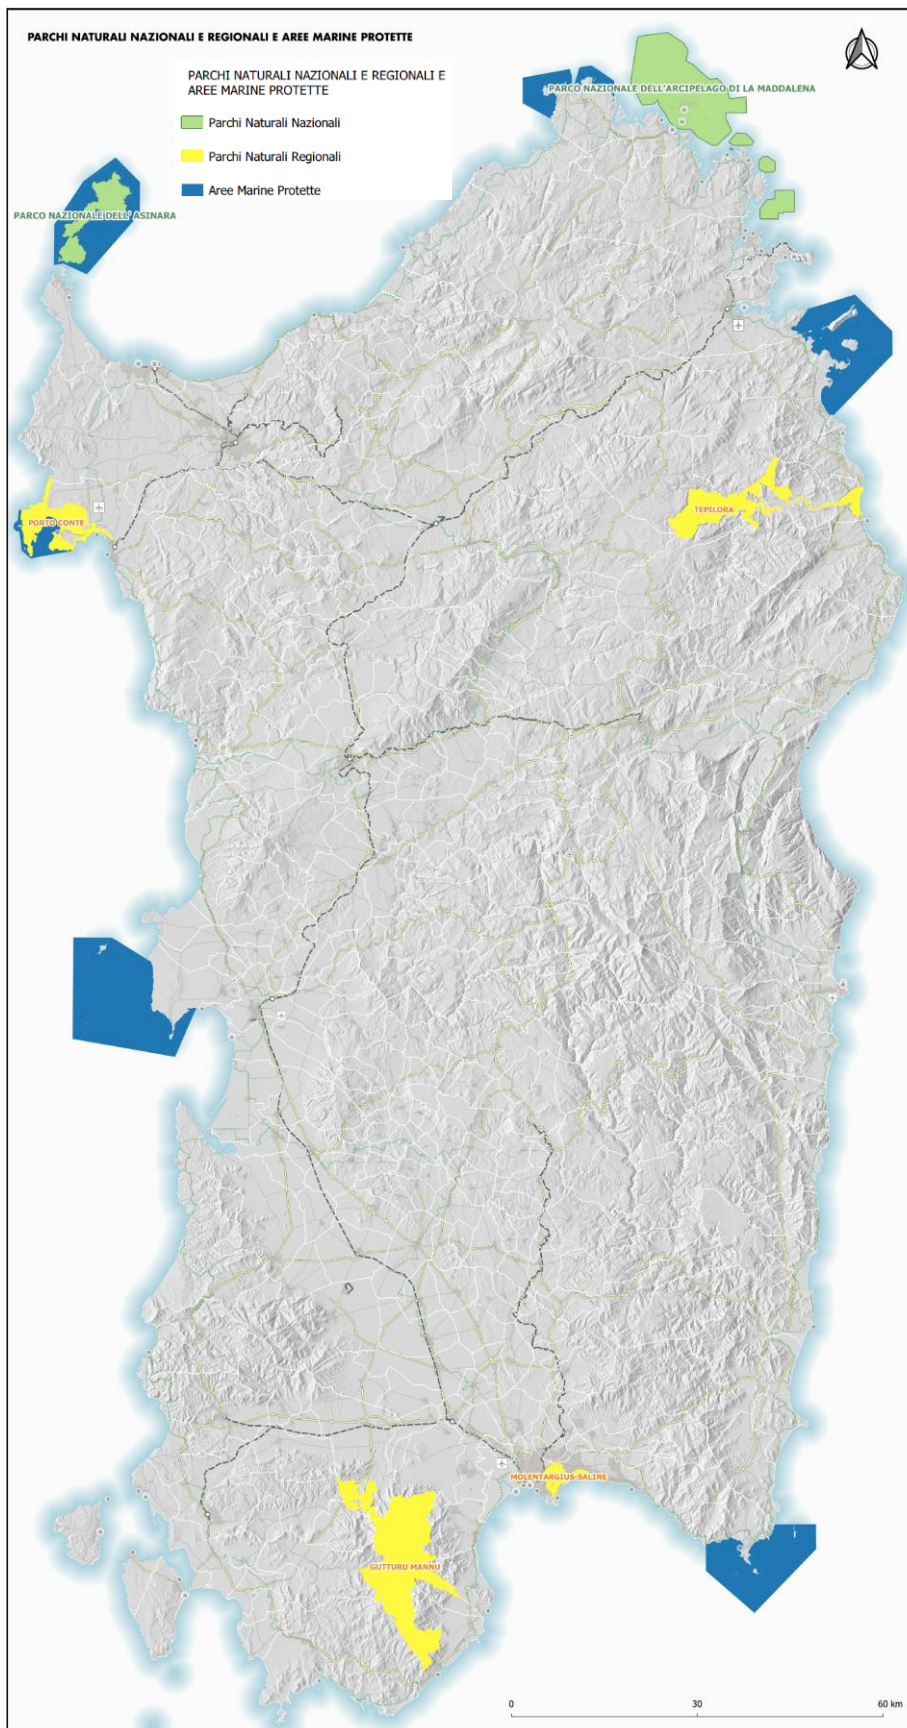 PARCHI NATURALI NAZIONALI E REGIONALI E AREE MARINE PROTETTE
PARCHI NATURALI NAZIONALI E REGIONALI E
AREE MARINE PROTETTE
Parchi Naturali Nazionali
Parchi Naturali Regionali
Aree Marine Protette
PARCO NAZIONALE DELL'ARCIPELAGO DI LA MADDALENA
PARCO NAZIONALE DELL'ASINARA
PORTO CONTE
TEPILORA
MOLENTARGIUS-SALINE
GUTTURU MANNU
0 30 60 km